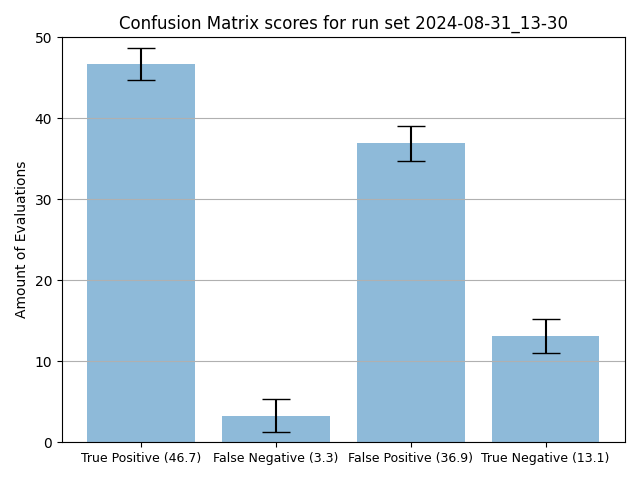 Confusion Matrix scores for run set 2024-08-31_13-30
Amount of Evaluations
50
40
30
20
10
0
True Positive (46.7)
False Negative (3.3)
False Positive (36.9)
True Negative (13.1)